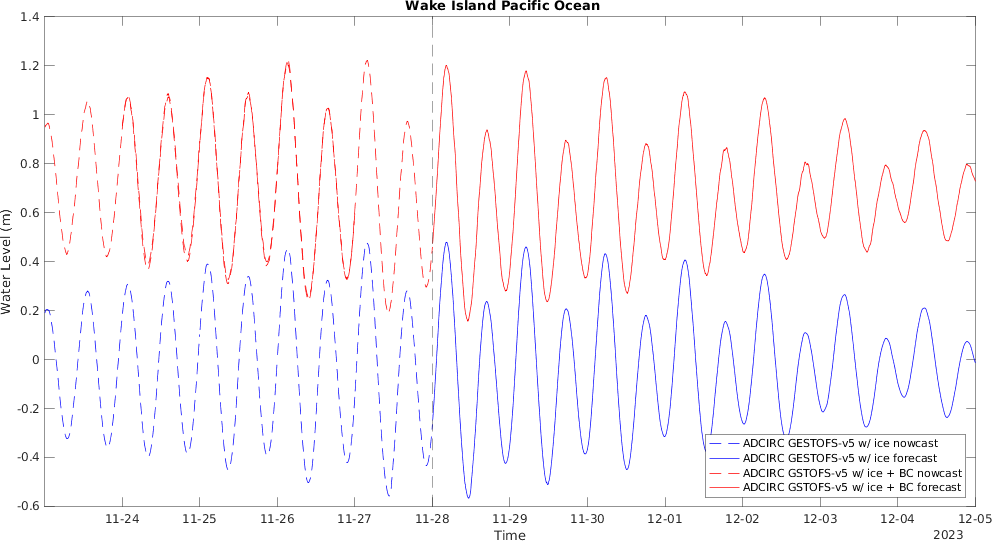 Wake Island Pacific Ocean
1.4
1.2
1
0.8
0.6
0.4
0.2
0
-0.2
-0.4
-0.6
Water Level (m)
ADCIRC GESTOFS-v5 w/ ice nowcast
ADCIRC GESTOFS-v5 w/ ice forecast
ADCIRC GSTOFS-v5 w/ ice + BC nowcast
ADCIRC GSTOFS-v5 w/ ice + BC forecast
11-24 11-25 11-26 11-27 11-28 11-29 11-30 12-01 12-02 12-03 12-04 12-05
Time 2023